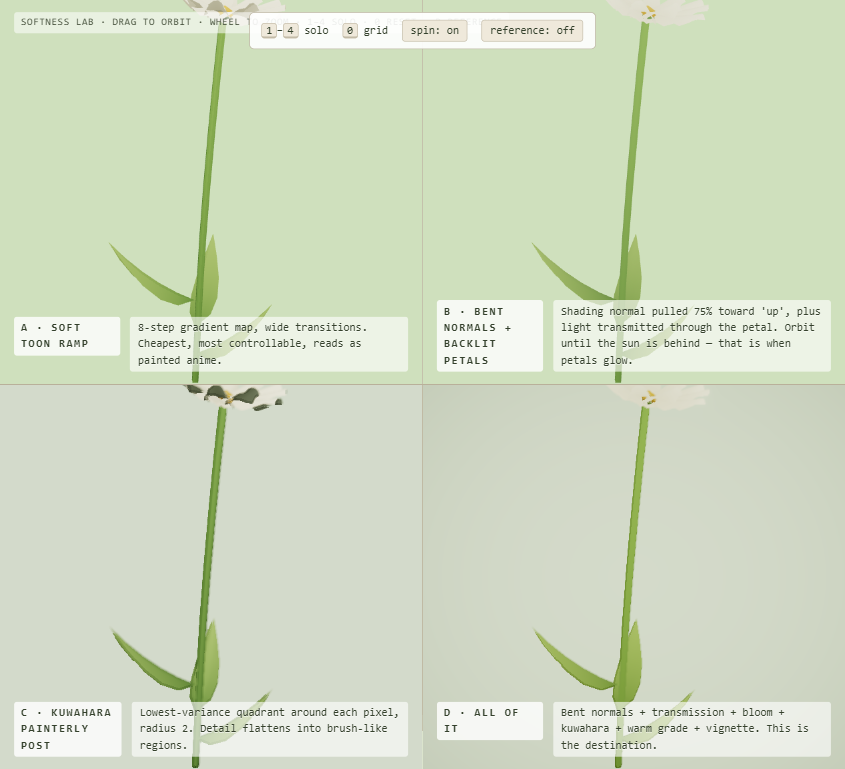 SOFTNESS LAB · DRAG TO ORBIT · WHEEL
1-4 solo 0 grid spin: on reference: off
A · SOFT
TOON RAMP
8-step gradient map, wide transitions.
Cheapest, most controllable, reads as
painted anime.
B · BENT
NORMALS +
BACKLIT
PETALS
Shading normal pulled 75% toward 'up', plus
light transmitted through the petal. Orbit
until the sun is behind — that is when
petals glow.
C · KUWAHARA
PAINTERLY
POST
Lowest-variance quadrant around each pixel,
radius 2. Detail flattens into brush-like
regions.
D · ALL OF
IT
Bent normals + transmission + bloom +
kuwahara + warm grade + vignette. This is
the destination.